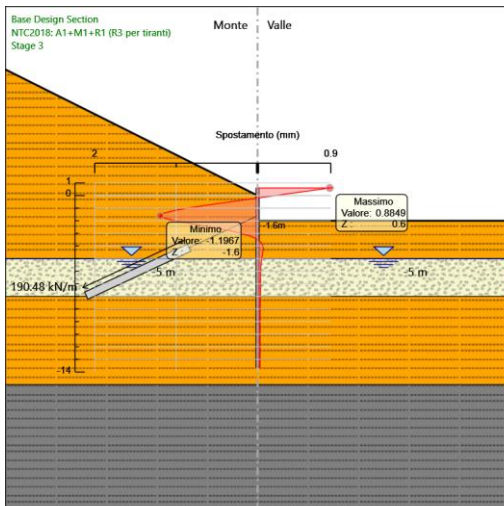 Base Design Section
NTC2018: A1+M1+R1 (R3 per tiranti)
Stage 3
Monte Valle
Spostamento (mm)
2 0.9
1
0
Massimo
Valore: 0.8849
Z : 0.6
Minimo
Valore: -1.1967
Z : -1.6
-1.6m
-5 m -5 m
190.48 kN/m
-14